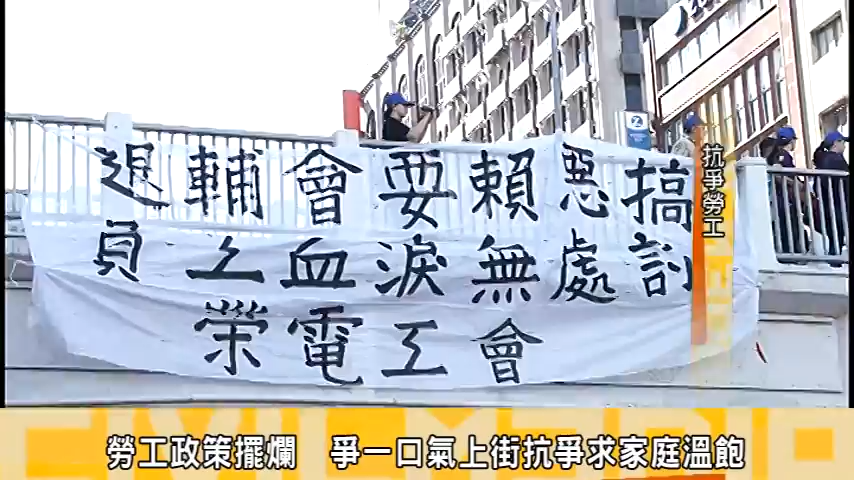 退輔會耍賴惡搞
員工血淚無處討
榮電工會
抗爭勞工
勞工政策擺爛 爭一口氣上街抗爭求家庭溫飽